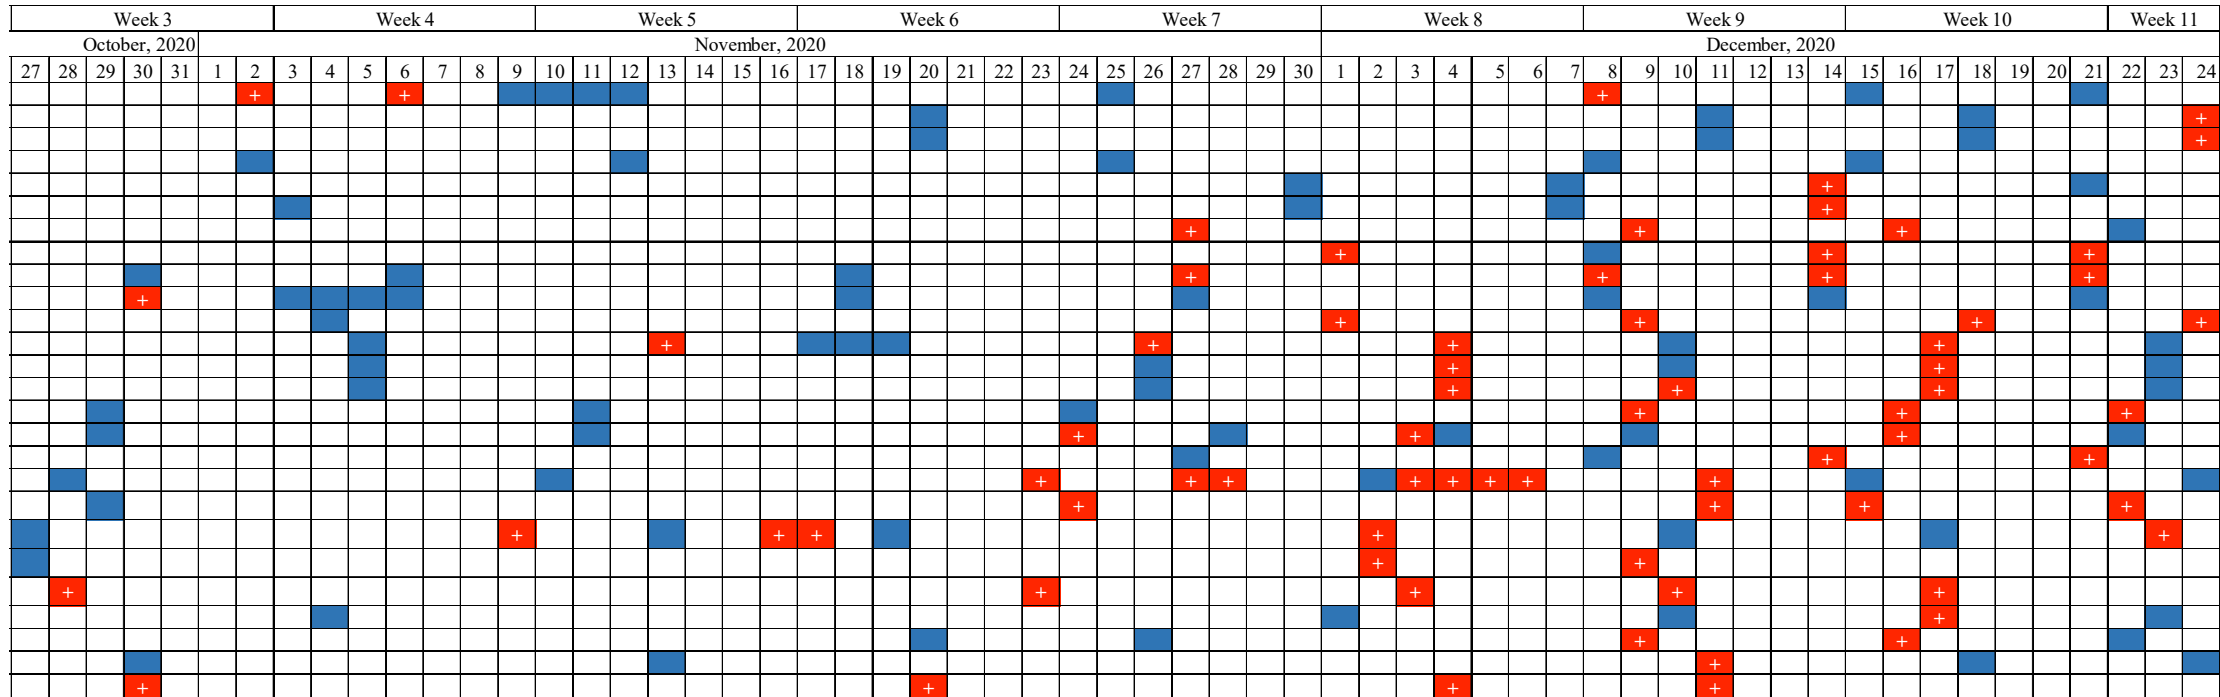 Week 3 Week 4 Week 5 Week 6 Week 7 Week 8 Week 9 Week 10 Week 11
October, 2020 November, 2020 December, 2020
27 28 29 30 31 1 2 3 4 5 6 7 8 9 10 11 12 13 14 15 16 17 18 19 20 21 22 23 24 25 26 27 28 29 30 1 2 3 4 5 6 7 8 9 10 11 12 13 14 15 16 17 18 19 20 21 22 23 24
+ + +
+
+
+
+
+ + +
+ + +
+ + + +
+
+ + + +
+ + + +
+ +
+ + +
+ + +
+ + +
+ +
+ + + + + + + +
+ + + +
+ + + + +
+ +
+ + + + +
+
+ +
+
+ + + +